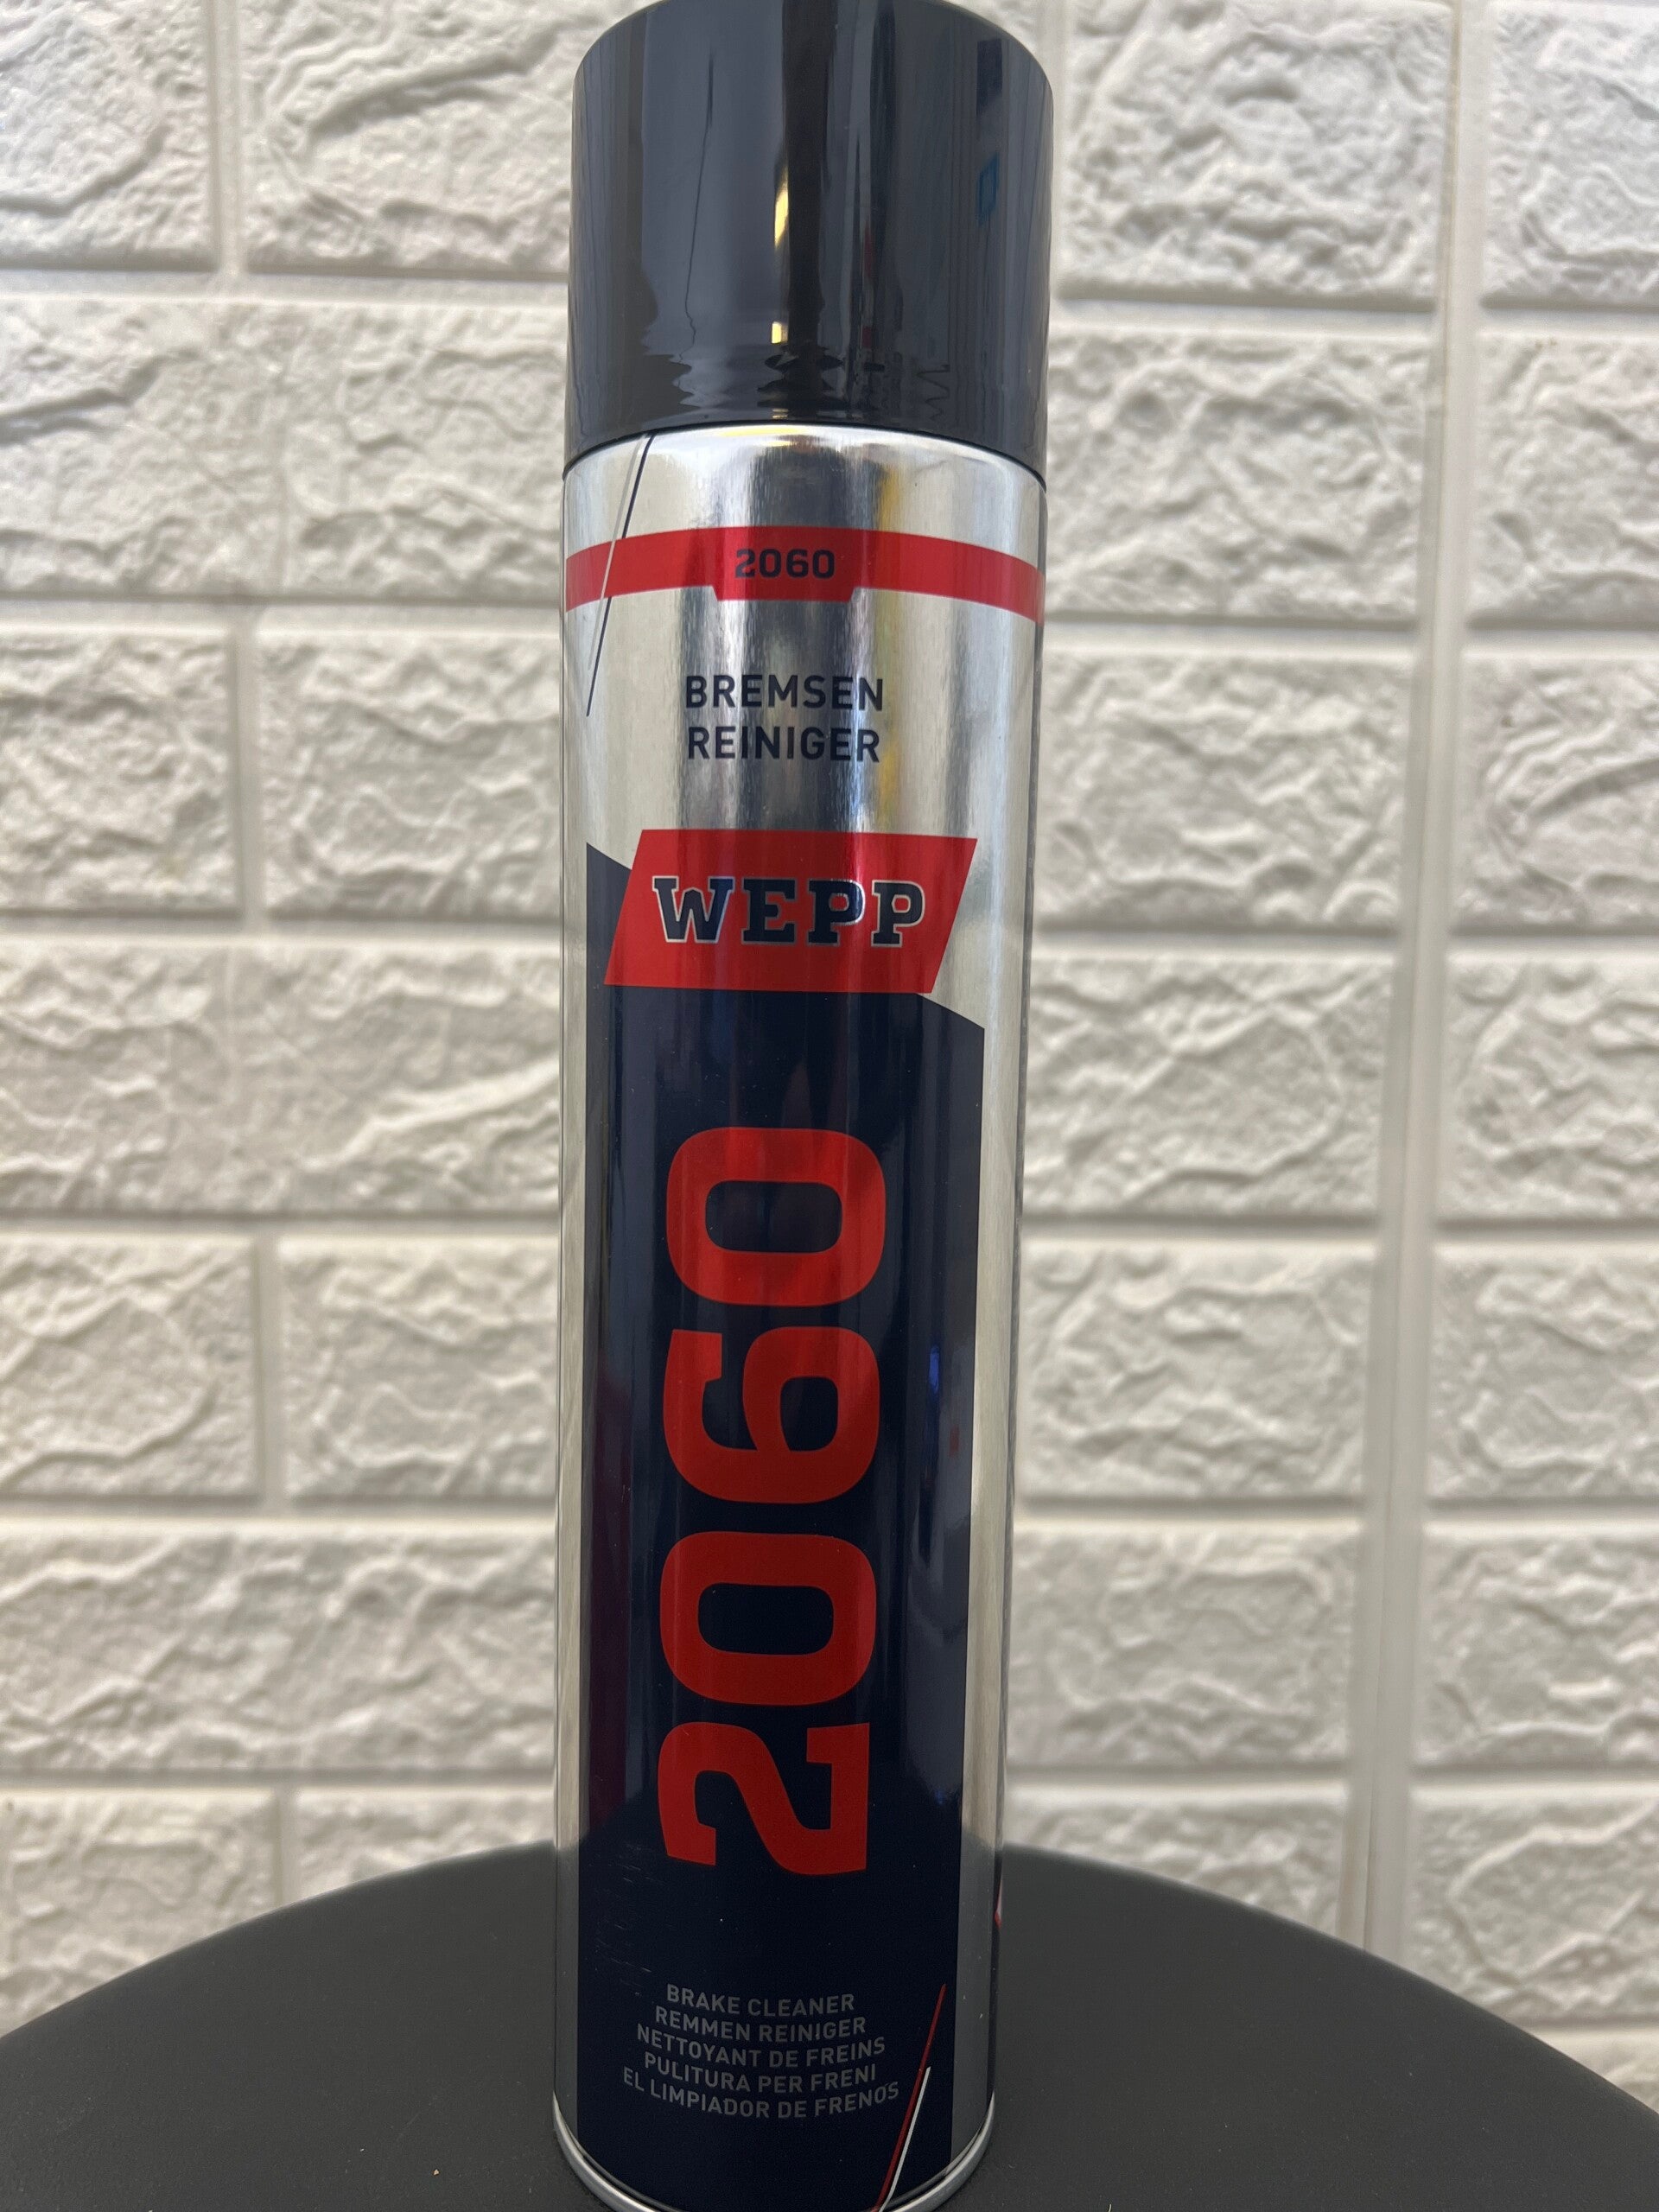 2060
BREMSEN
REINIGER
WEPP
2060
BRAKE CLEANER
REMMEN REINIGER
NETTOYANT DE FREINS
PULITURA PER FRENI
EL LIMPIADOR DE FRENOS